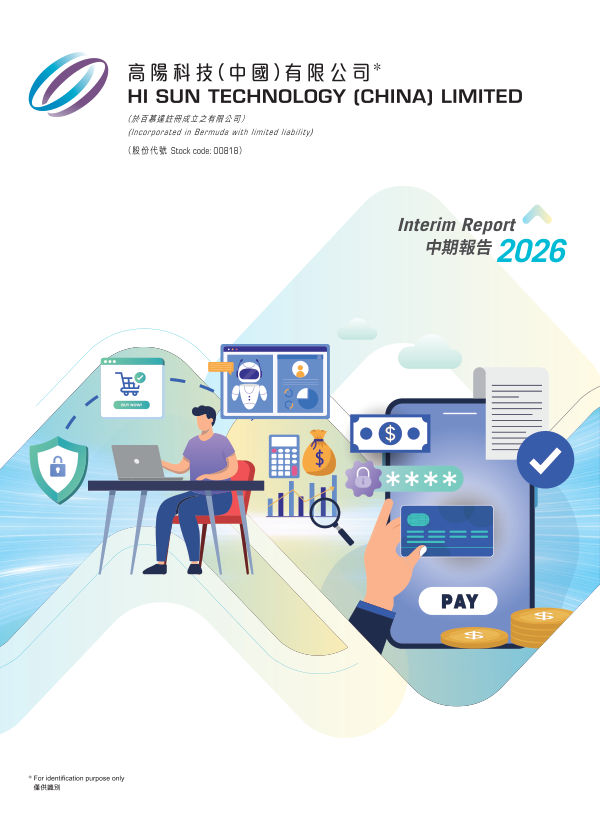 高陽科技(中國)有限公司*
HI SUN TECHNOLOGY (CHINA) LIMITED
(於百慕達註冊成立之有限公司)
(Incorporated in Bermuda with limited liability)
(股份代號 Stock code: 00818)
Interim Report
中期報告 2026
BUY NOW!
$
$
****
PAY
$
$
* For identification purpose only
僅供識別